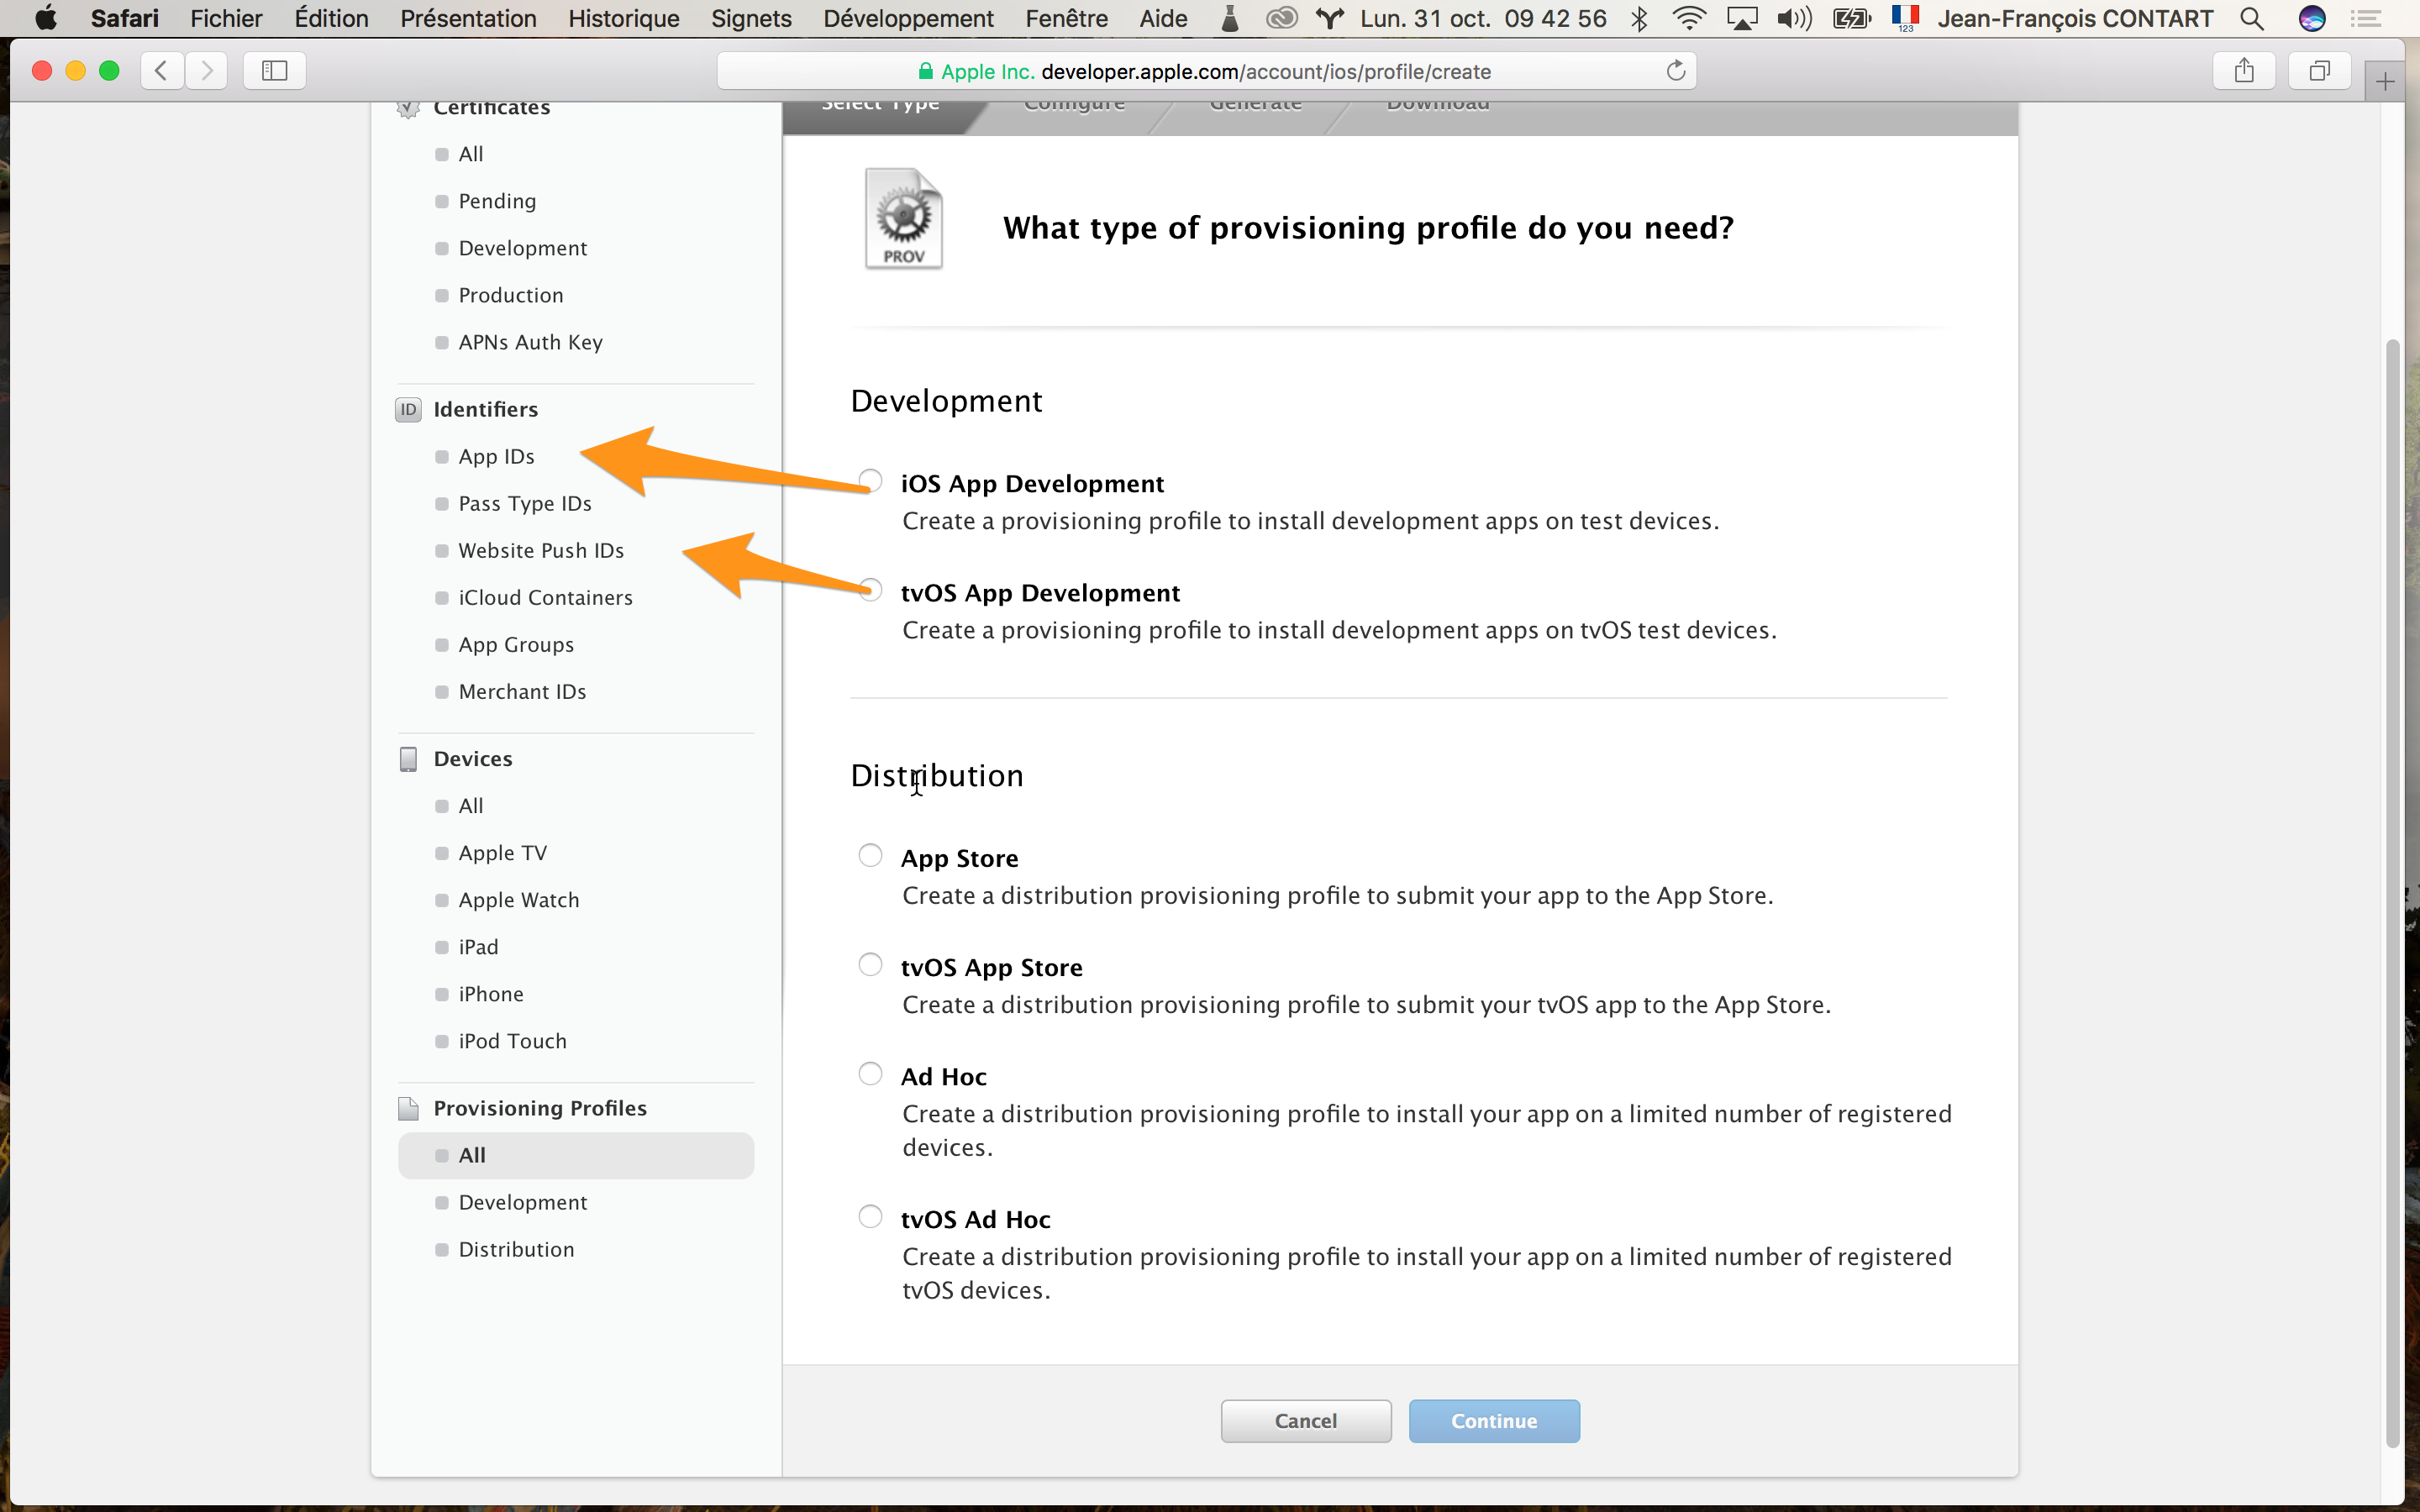 Safari Fichier Édition Présentation Historique Signets Développement Fenêtre Aide Lun. 31 oct. 09 42 56 123 Jean-François CONTART
Apple Inc. developer.apple.com/account/ios/profile/create
Certificates
All
Pending
Development
Production
APNs Auth Key
ID Identifiers
App IDs
Pass Type IDs
Website Push IDs
iCloud Containers
App Groups
Merchant IDs
Devices
All
Apple TV
Apple Watch
iPad
iPhone
iPod Touch
Provisioning Profiles
All
Development
Distribution
Select Type Configure Generate Download
PROV
What type of provisioning profile do you need?
Development
iOS App Development
Create a provisioning profile to install development apps on test devices.
tvOS App Development
Create a provisioning profile to install development apps on tvOS test devices.
Distribution
App Store
Create a distribution provisioning profile to submit your app to the App Store.
tvOS App Store
Create a distribution provisioning profile to submit your tvOS app to the App Store.
Ad Hoc
Create a distribution provisioning profile to install your app on a limited number of registered
devices.
tvOS Ad Hoc
Create a distribution provisioning profile to install your app on a limited number of registered
tvOS devices.
Cancel Continue